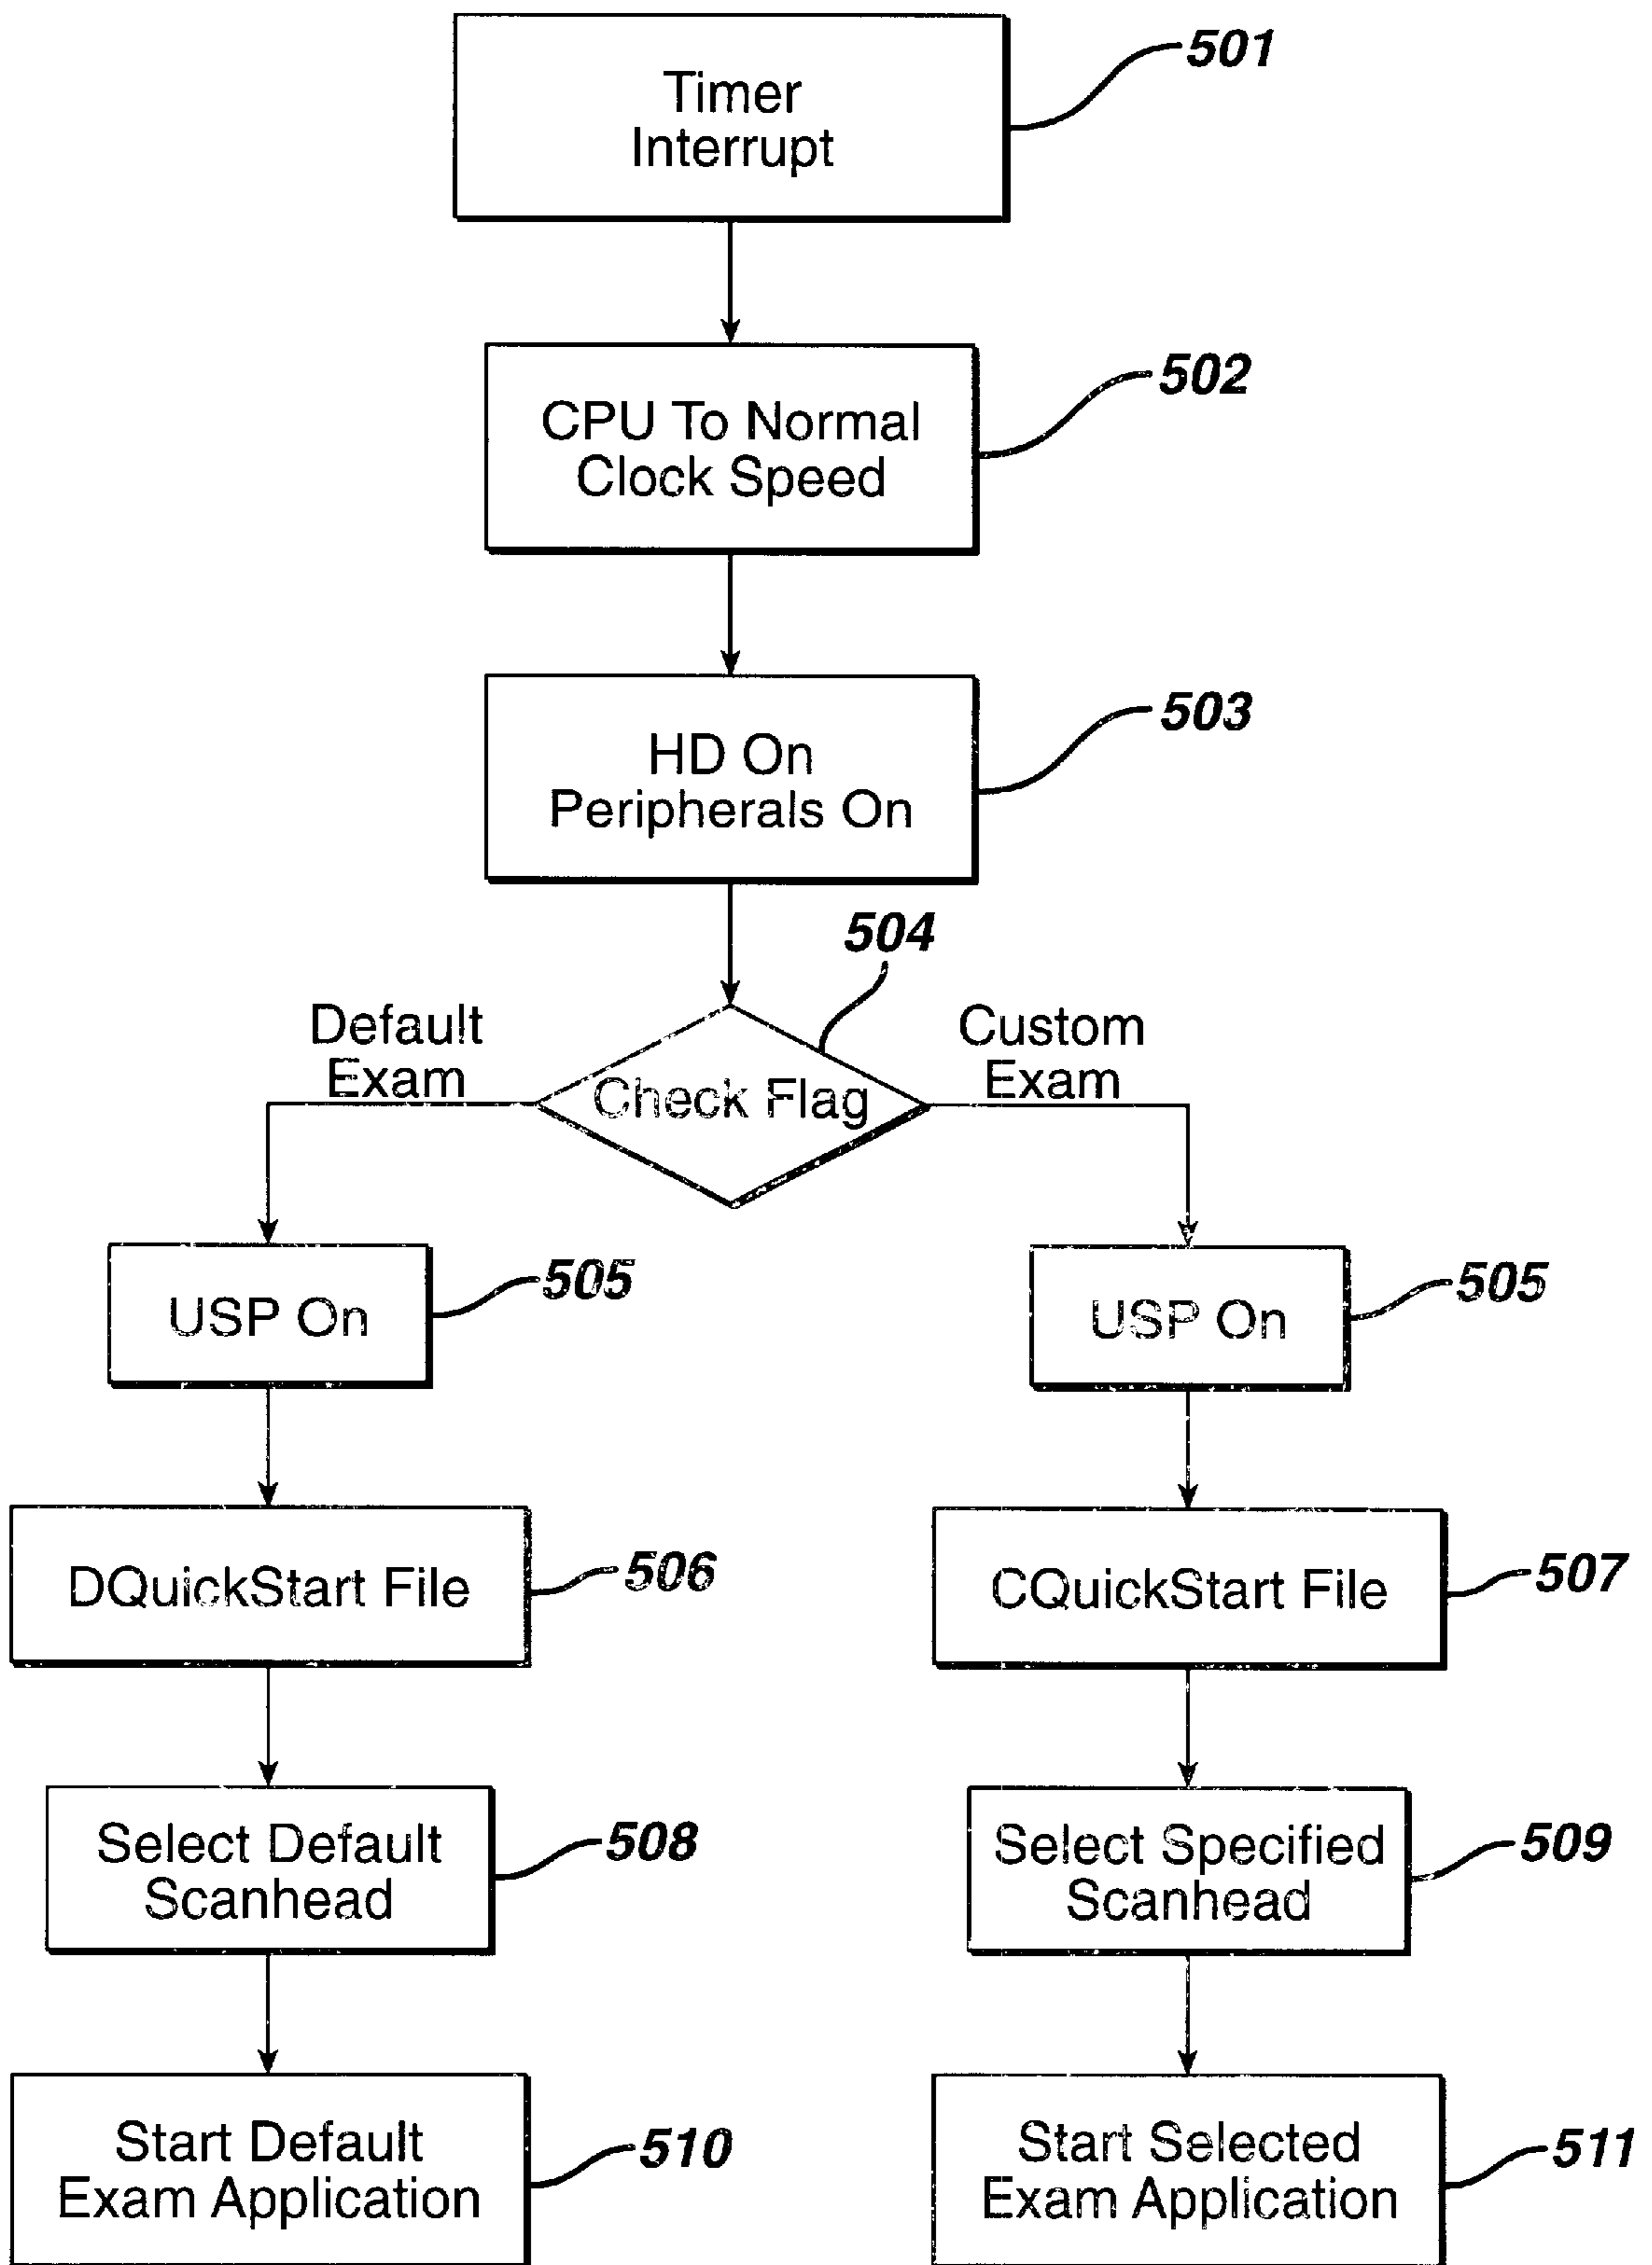 501
Timer
Interrupt
502
CPU To Normal
Clock Speed
503
HD On
Peripherals On
504
Default
Exam
Custom
Exam
Check Flag
505
USP On
505
USP On
506
DQuickStart File
507
CQuickStart File
508
Select Default
Scanhead
509
Select Specified
Scanhead
510
Start Default
Exam Application
511
Start Selected
Exam Application